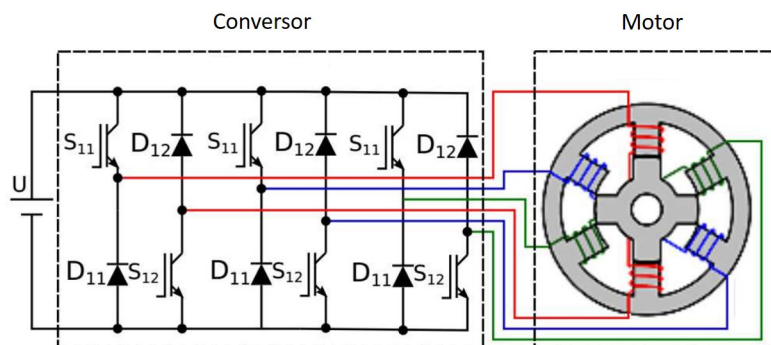 Conversor Motor
S11 D12 S11 D12 S11 D12
U
D11 S12 D11 S12 D11 S12